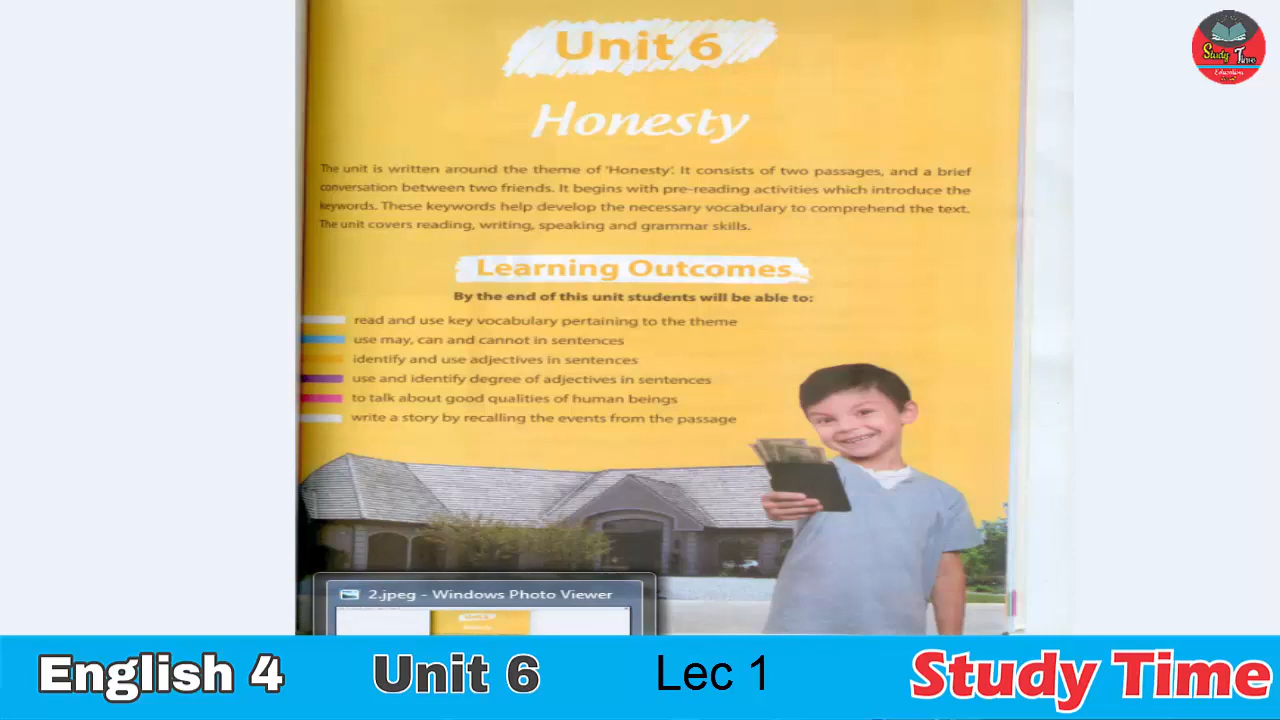 Unit 6
Honesty
The unit is written around the theme of 'Honesty'. It consists of two passages, and a brief
conversation between two friends. It begins with pre-reading activities which introduce the
keywords. These keywords help develop the necessary vocabulary to comprehend the text.
The unit covers reading, writing, speaking and grammar skills.
Learning Outcomes
By the end of this unit students will be able to:
read and use key vocabulary pertaining to the theme
use may, can and cannot in sentences
identify and use adjectives in sentences
use and identify degree of adjectives in sentences
to talk about good qualities of human beings
write a story by recalling the events from the passage
Study Time
Education
2.jpeg - Windows Photo Viewer
Unit 6
Honesty
English 4 Unit 6 Lec 1 Study Time